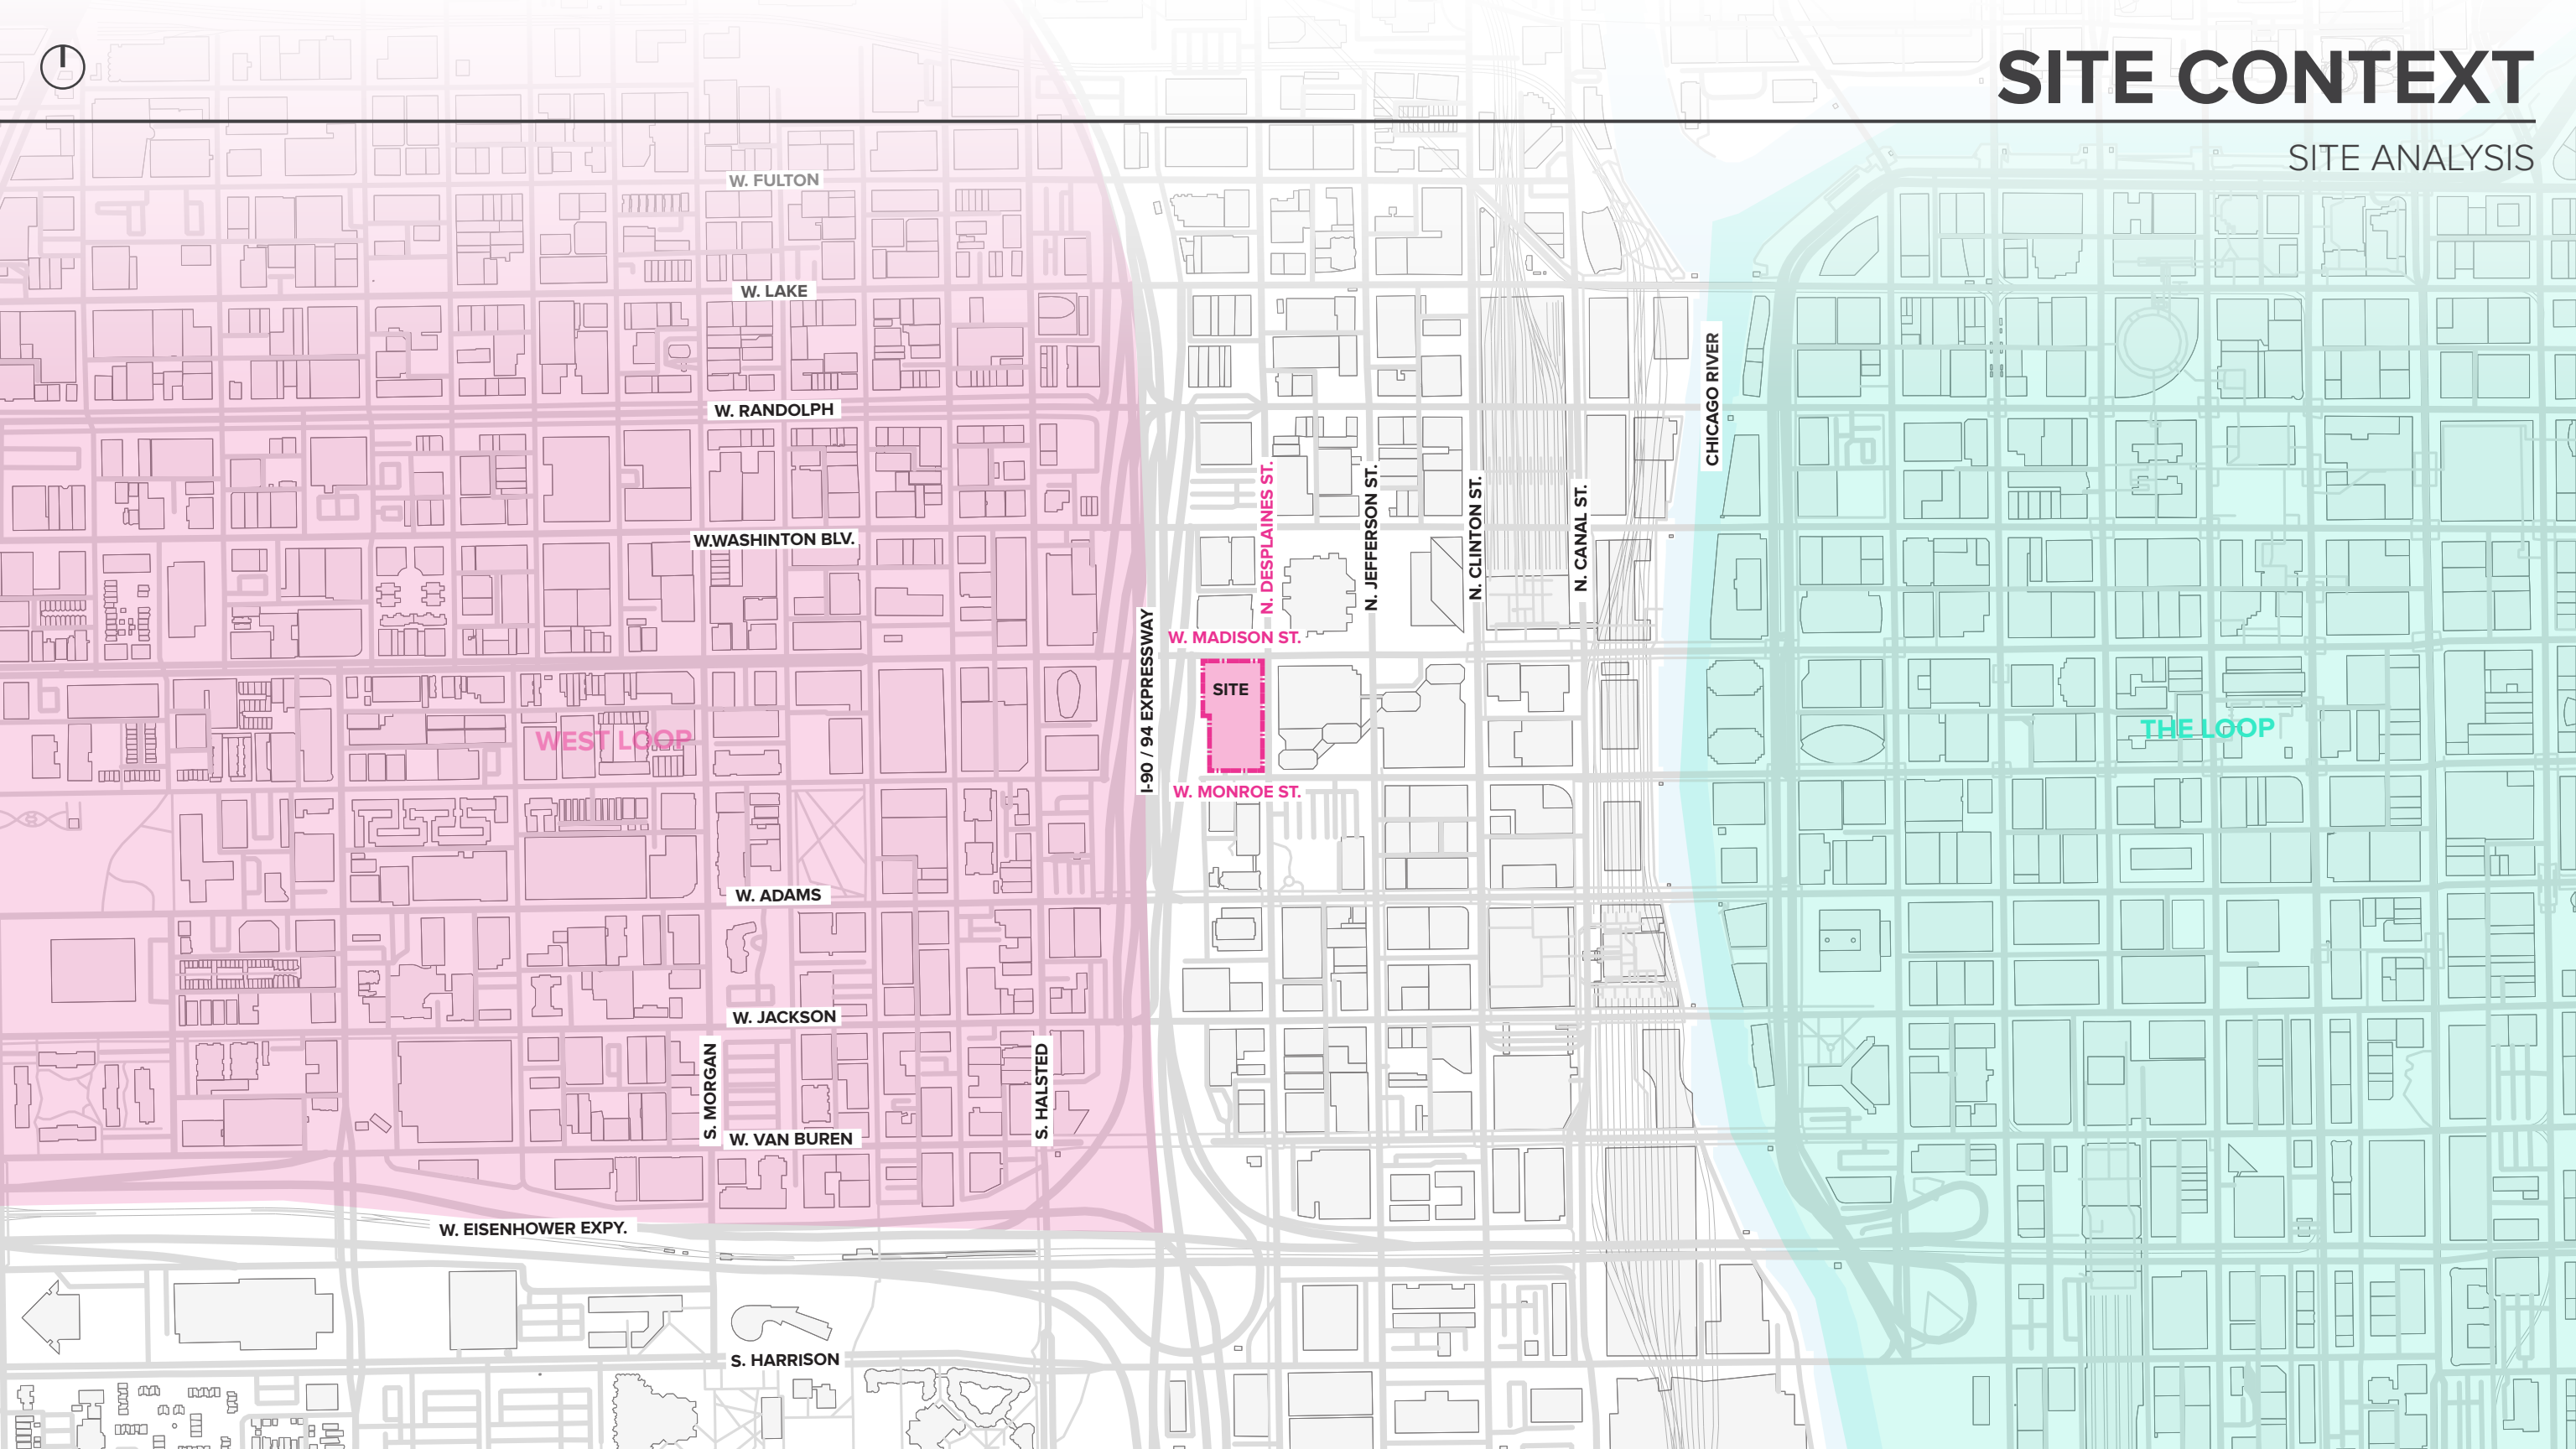 SITE CONTEXT
SITE ANALYSIS
W. FULTON
W. LAKE
CHICAGO RIVER
W. RANDOLPH
N. DESPLAINES ST.
N. JEFFERSON ST.
N. CLINTON ST.
N. CANAL ST.
W.WASHINTON BLV.
I-90 / 94 EXPRESSWAY
W. MADISON ST.
SITE
WEST LOOP
THE LOOP
W. MONROE ST.
W. ADAMS
W. JACKSON
S. MORGAN
S. HALSTED
W. VAN BUREN
W. EISENHOWER EXPY.
S. HARRISON